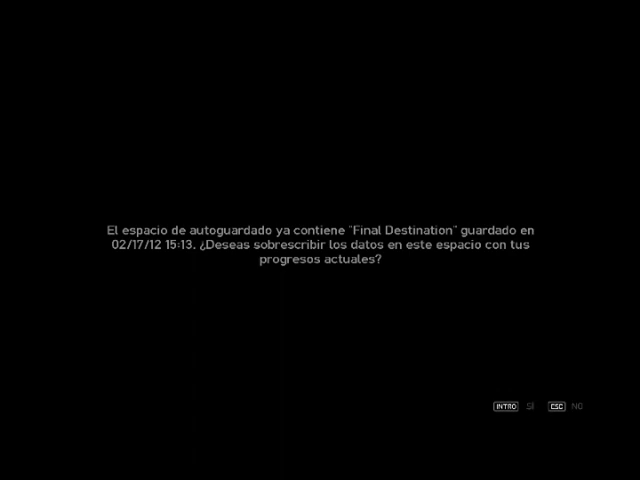 El espacio de autoguardado ya contiene "Final Destination" guardado en
02/17/12 15:13. ¿Deseas sobrescribir los datos en este espacio con tus
progresos actuales?
INTRO SÍ ESC NO